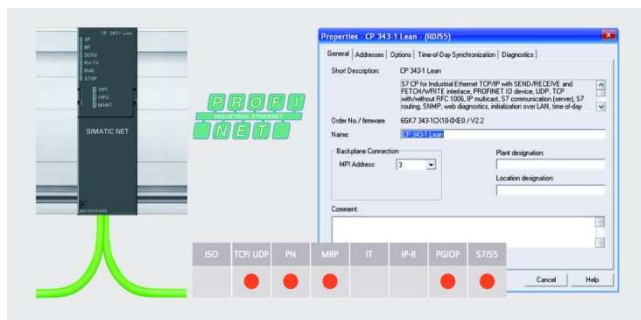 CP 343-1 Lean
SF
BF
DC5V
RX/TX
RUN
STOP
X1P1
X1P2
MAINT
SIMATIC NET
PROFI
INDUSTRIAL ETHERNET
NET
Properties - CP 343-1 Lean - (R0/S5)
General
Addresses
Options
Time-of-Day Synchronization
Diagnostics
Short Description:
CP 343-1 Lean
S7 CP for Industrial Ethernet TCP/IP with SEND/RECEIVE and
FETCH/WRITE interface, PROFINET IO device, UDP, TCP
with/without RFC 1006, IP multicast, S7 communication (server), S7
routing, SNMP, web diagnostics, initialization over LAN, time-of-day
Order No. / firmware
6GK7 343-1CX10-0XE0 / V2.2
Name:
CP 343-1 Lean
Backplane Connection
MPI Address:
3
Plant designation:
Location designation:
Comment:
Cancel
Help
ISO
TCP/ UDP
PN
MRP
IT
IP-R
PG/OP
S7/S5